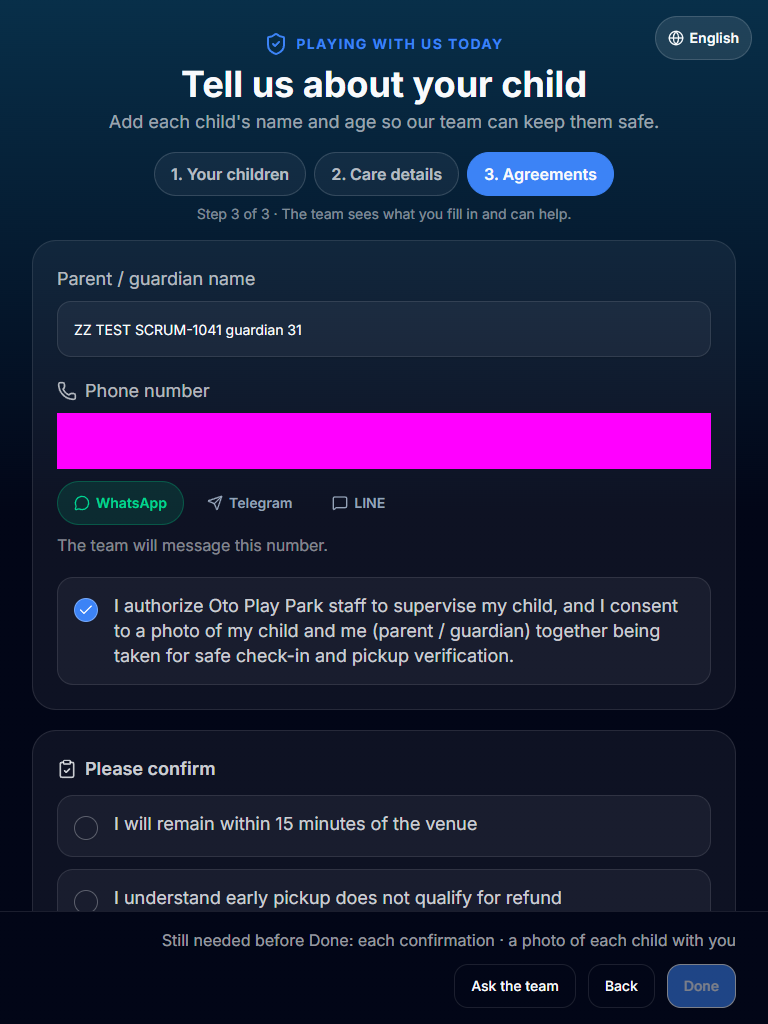 English
PLAYING WITH US TODAY
Tell us about your child
Add each child's name and age so our team can keep them safe.
1. Your children
2. Care details
3. Agreements
Step 3 of 3 · The team sees what you fill in and can help.
Parent / guardian name
ZZ TEST SCRUM-1041 guardian 31
Phone number
WhatsApp
Telegram
LINE
The team will message this number.
I authorize Oto Play Park staff to supervise my child, and I consent
to a photo of my child and me (parent / guardian) together being
taken for safe check-in and pickup verification.
Please confirm
I will remain within 15 minutes of the venue
I understand early pickup does not qualify for refund
Still needed before Done: each confirmation · a photo of each child with you
Ask the team
Back
Done